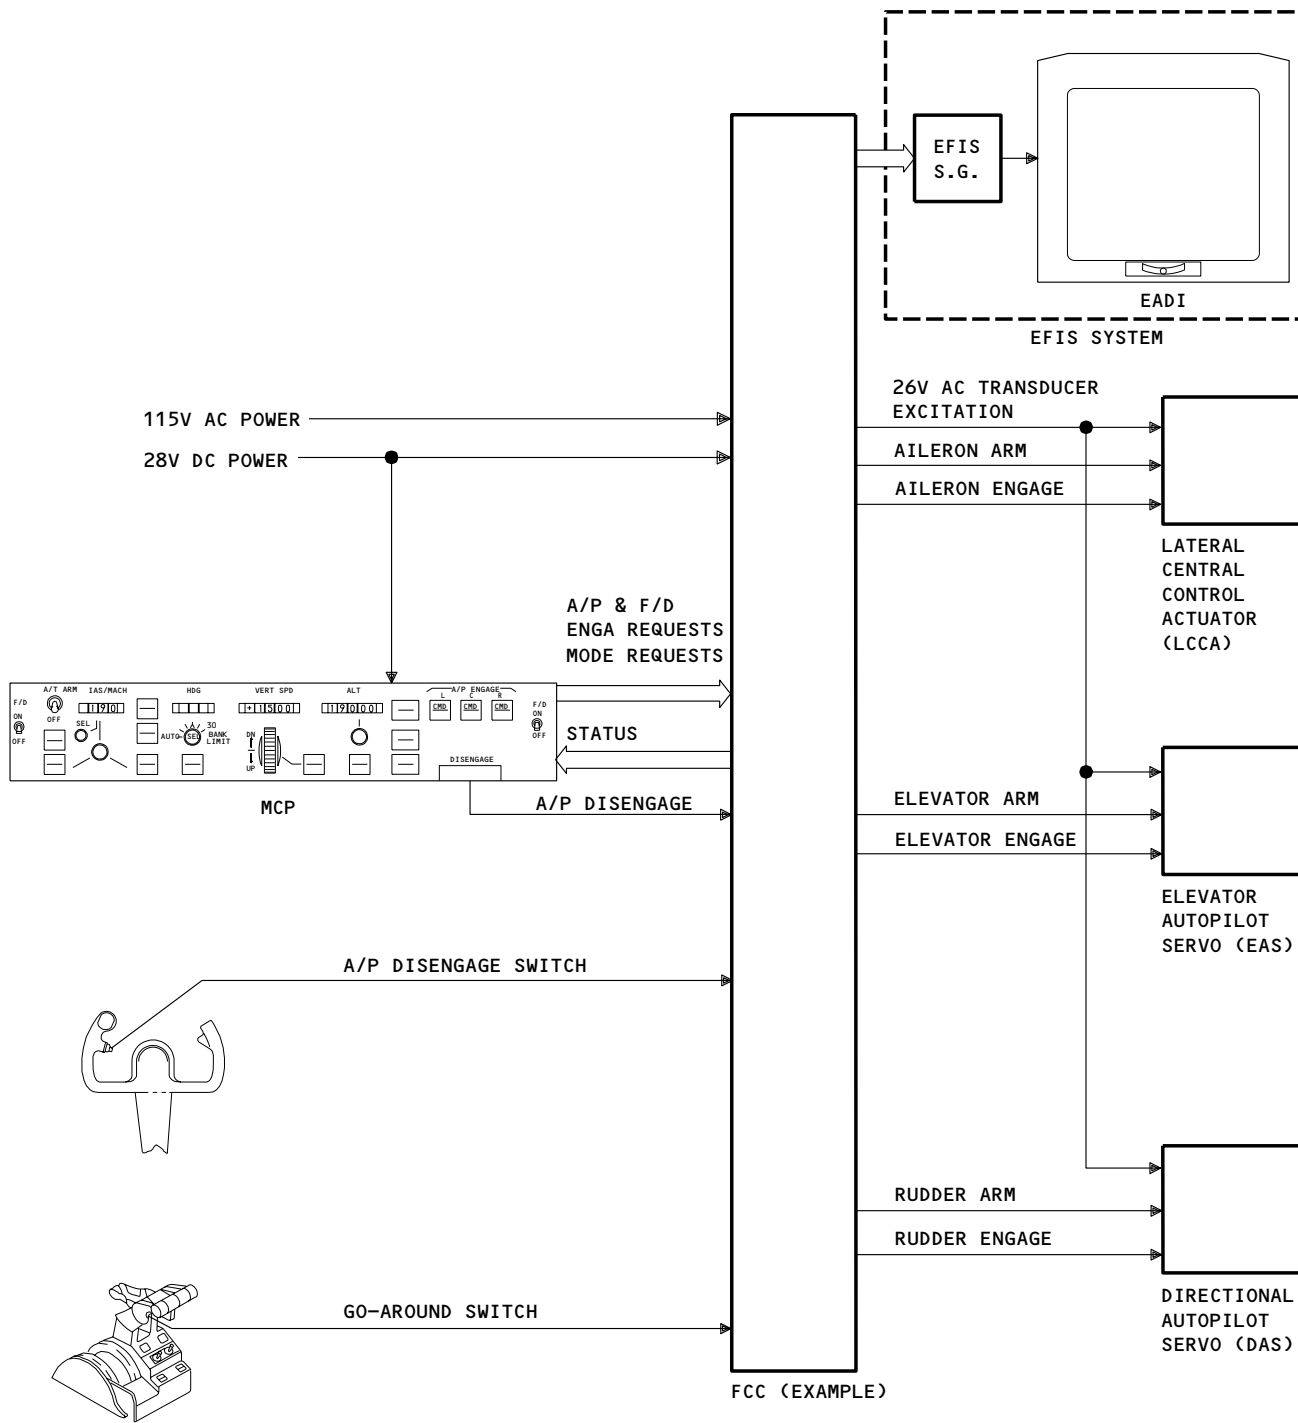 EFIS
S.G.
EADI
EFIS SYSTEM
26V AC TRANSDUCER
EXCITATION
115V AC POWER
28V DC POWER
AILERON ARM
AILERON ENGAGE
LATERAL
CENTRAL
CONTROL
ACTUATOR
(LCCA)
A/P & F/D
ENGA REQUESTS
MODE REQUESTS
F/D
ON
OFF
A/T ARM
OFF
IAS/MACH
190
SEL
HDG
AUTO
SEL
30
BANK
LIMIT
VERT SPD
+1500
DN
UP
ALT
19000
A/P ENGAGE
L C R
CMD CMD CMD
DISENGAGE
F/D
ON
OFF
STATUS
MCP
A/P DISENGAGE
ELEVATOR ARM
ELEVATOR ENGAGE
ELEVATOR
AUTOPILOT
SERVO (EAS)
A/P DISENGAGE SWITCH
RUDDER ARM
RUDDER ENGAGE
DIRECTIONAL
AUTOPILOT
SERVO (DAS)
GO-AROUND SWITCH
FCC (EXAMPLE)